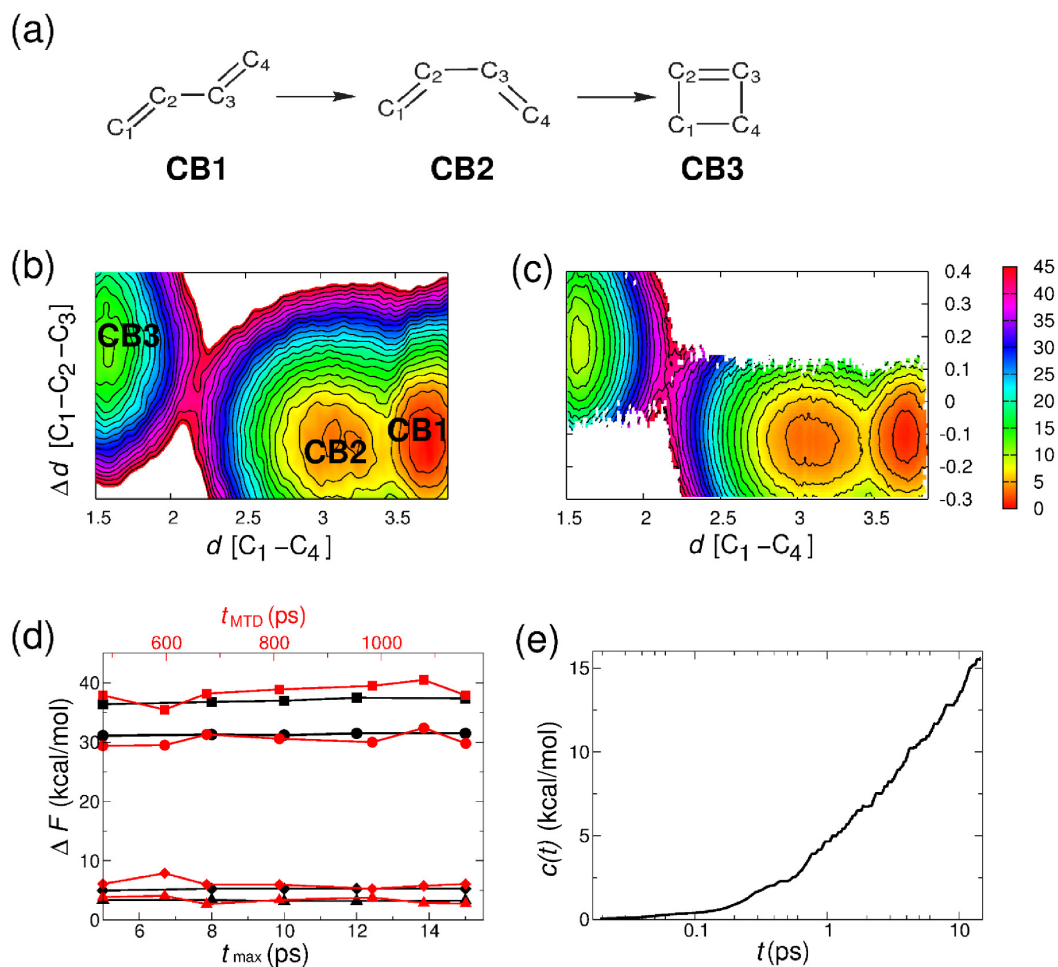 (a)
C₄
C₂
C₃
C₁
CB1
C₂ C₃
C₁
C₄
CB2
C₂ C₃
C₁ C₄
CB3
(b)
Δ d [C₁ –C₂ –C₃]
CB3
CB2
CB1
1.5 2 2.5 3 3.5
d [C₁ –C₄]
(c)
1.5 2 2.5 3 3.5
d [C₁ –C₄]
0.4
0.3
0.2
0.1
0
-0.1
-0.2
-0.3
45
40
35
30
25
20
15
10
5
0
(d)
t MTD (ps)
600 800 1000
Δ F (kcal/mol)
40
30
20
10
0
6 8 10 12 14
t max (ps)
(e)
c(t) (kcal/mol)
15
10
5
0
0.1 1 10
t (ps)